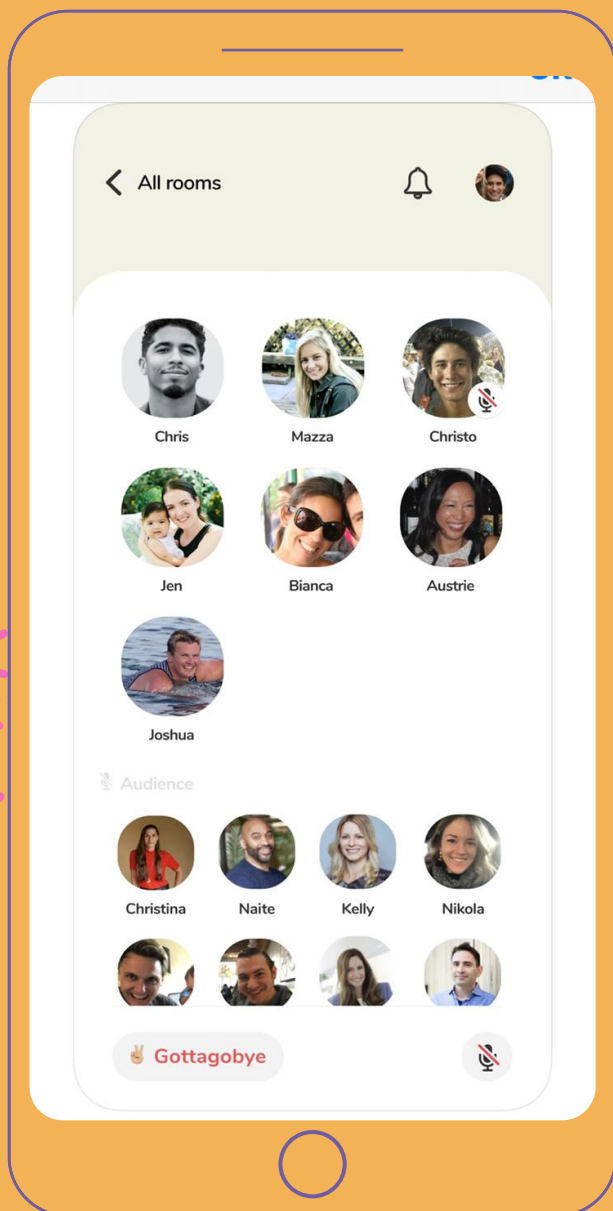 All rooms
Chris Mazza Christo
Jen Bianca Austrie
Joshua
Audience
Christina Naite Kelly Nikola
✌🏼 Gottagobye